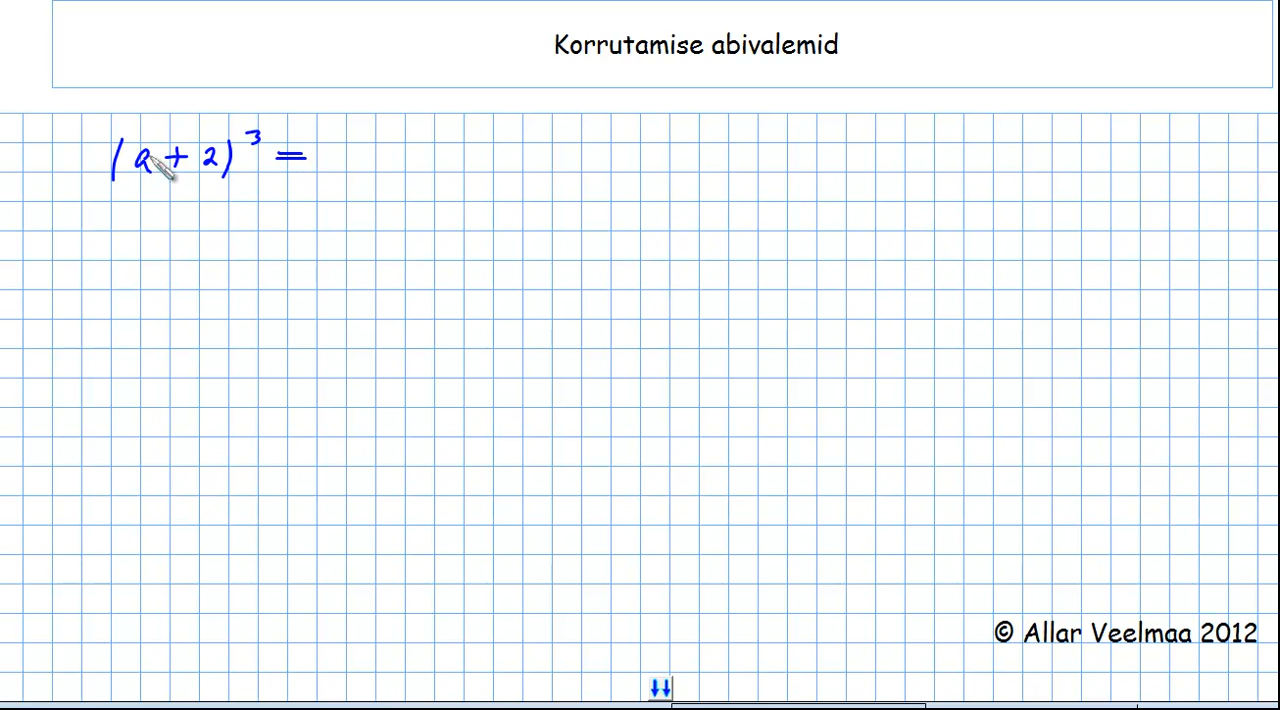 Korrutamise abivalemid
(a + 2)³ =
© Allar Veelmaa 2012